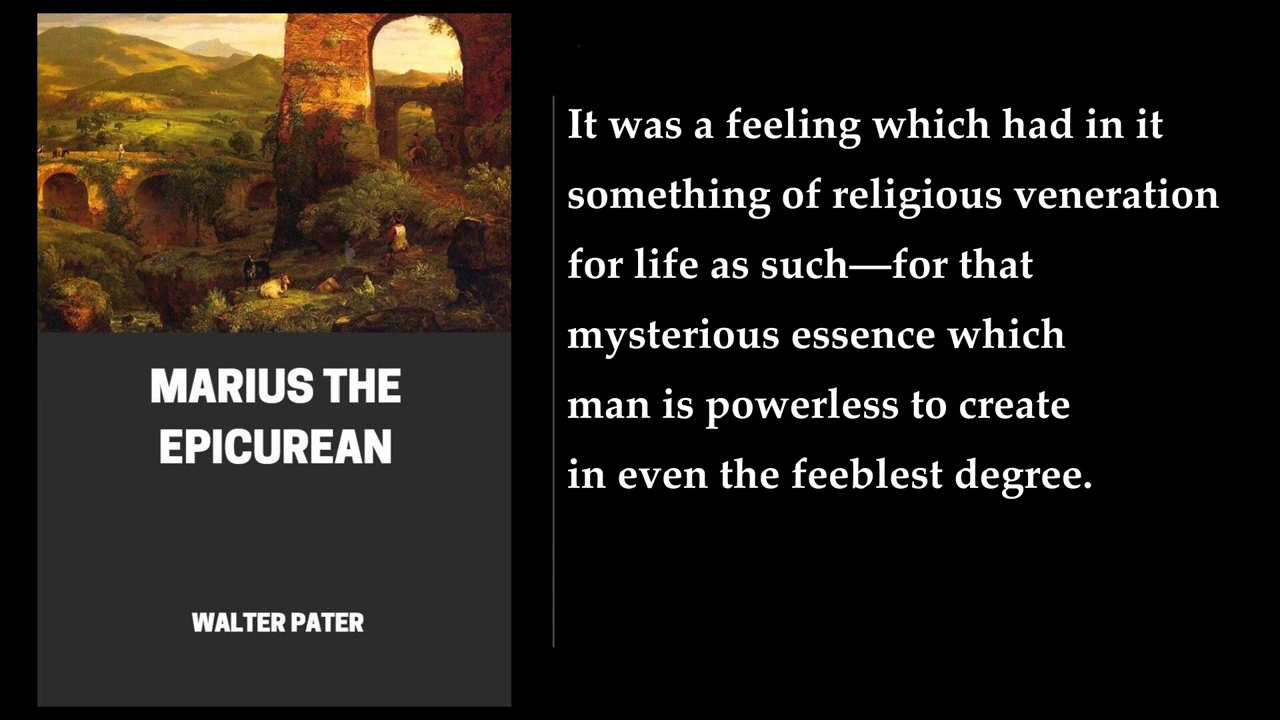 MARIUS THE
EPICUREAN
WALTER PATER
It was a feeling which had in it
something of religious veneration
for life as such—for that
mysterious essence which
man is powerless to create
in even the feeblest degree.